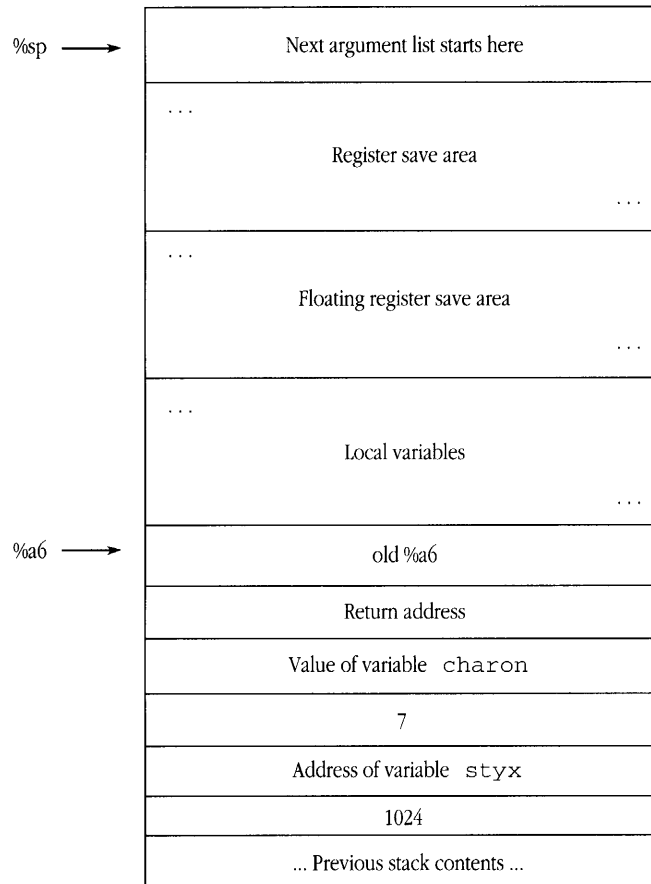 %sp
Next argument list starts here
...
Register save area
...
...
Floating register save area
...
...
Local variables
...
%a6
old %a6
Return address
Value of variable charon
7
Address of variable styx
1024
... Previous stack contents ...